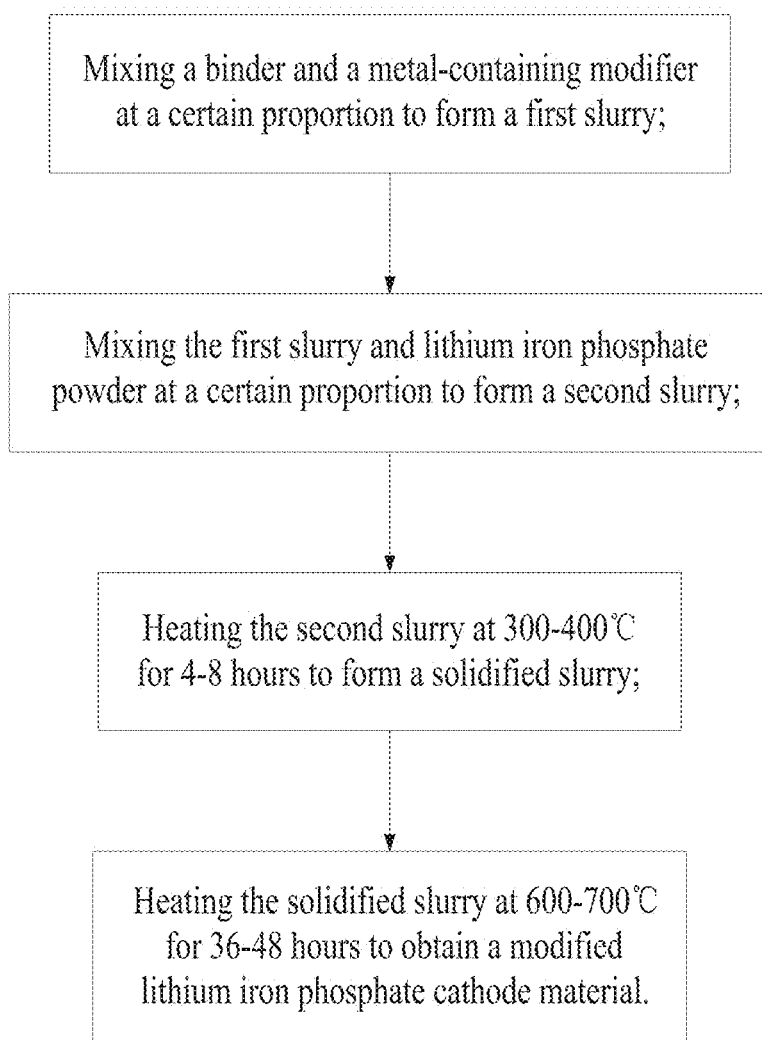 Mixing a binder and a metal-containing modifier
at a certain proportion to form a first slurry;
Mixing the first slurry and lithium iron phosphate
powder at a certain proportion to form a second slurry;
Heating the second slurry at 300-400℃
for 4-8 hours to form a solidified slurry;
Heating the solidified slurry at 600-700℃
for 36-48 hours to obtain a modified
lithium iron phosphate cathode material.